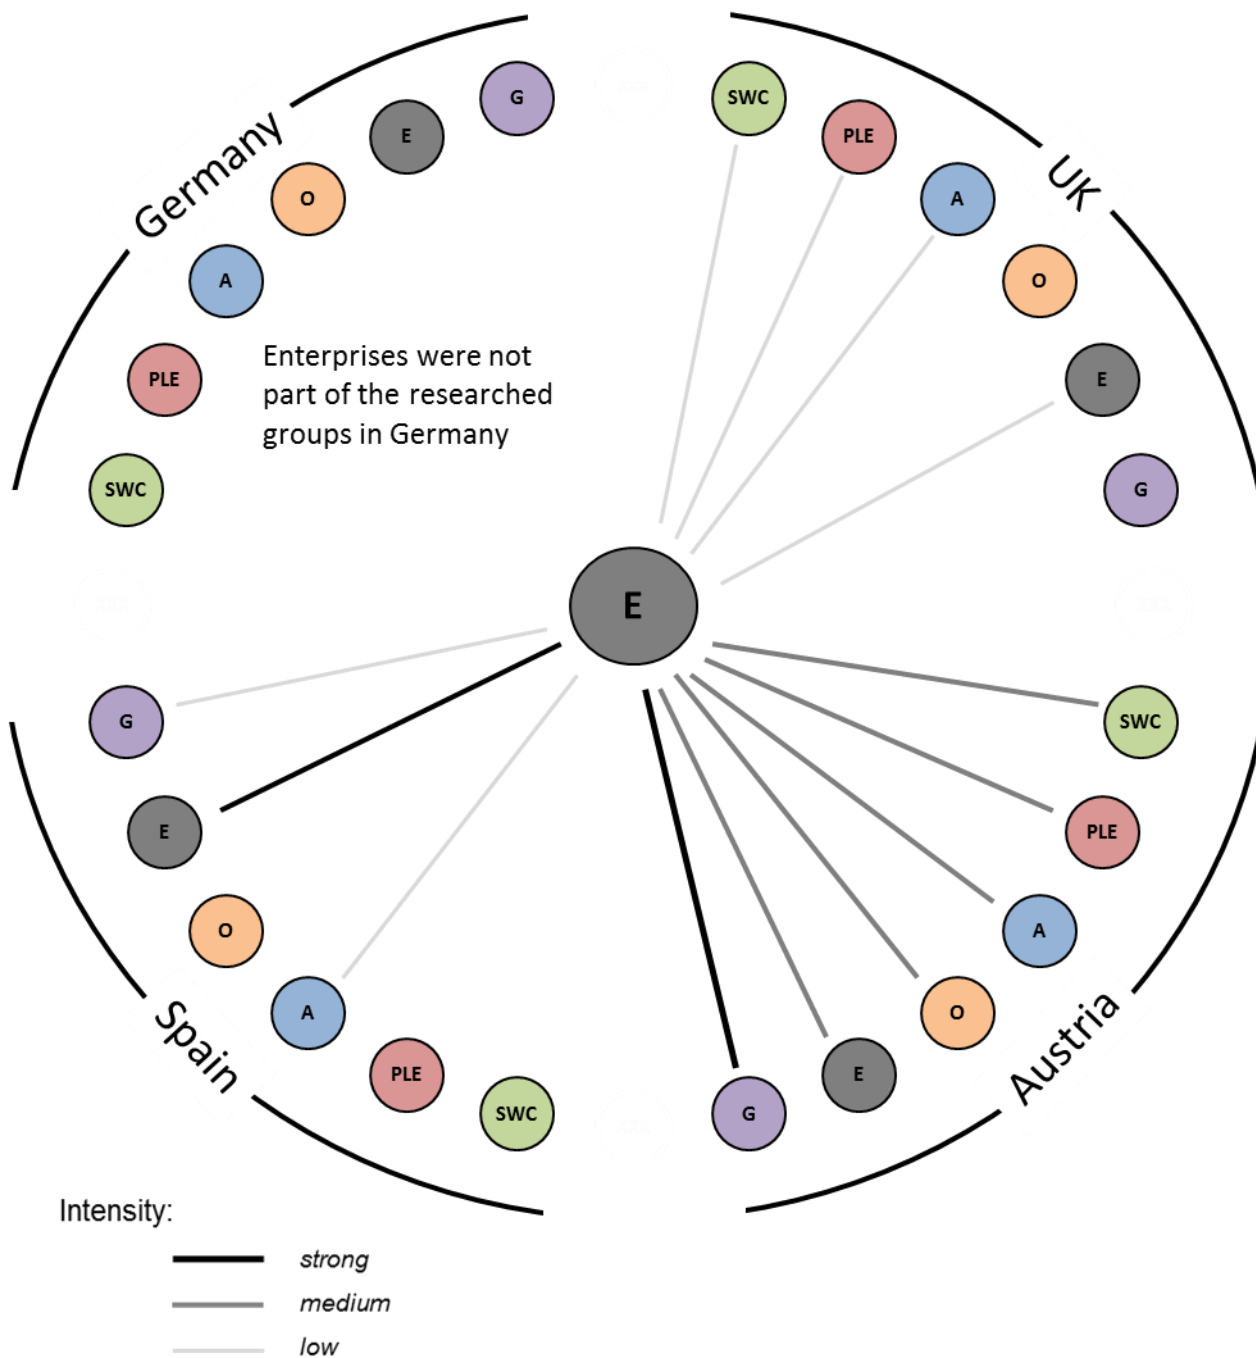 G
SWC
E
PLE
Germany
UK
O
A
A
O
Enterprises were not
part of the researched
groups in Germany
PLE
E
SWC
G
E
G
SWC
E
PLE
O
A
Spain
A
O
Austria
PLE
E
SWC
G
Intensity:
strong
medium
low